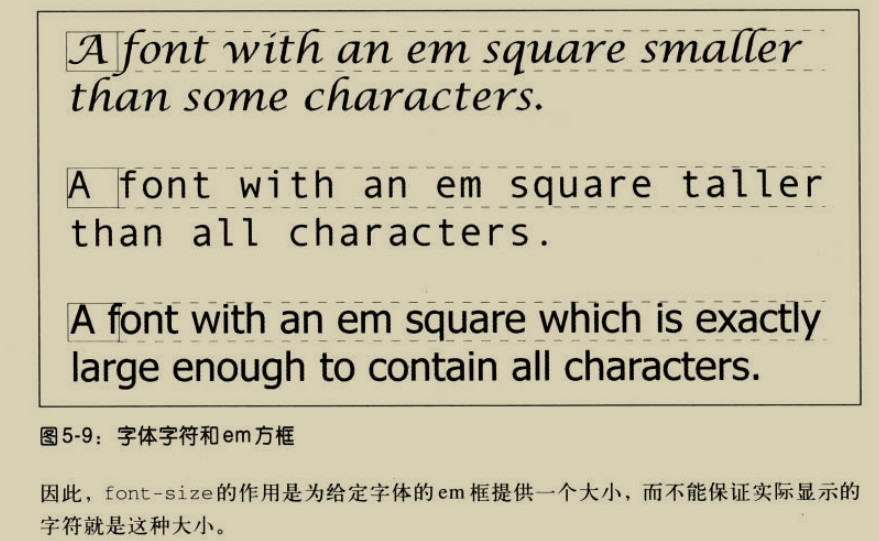 A font with an em square smaller
than some characters.
A font with an em square taller
than all characters.
A font with an em square which is exactly
large enough to contain all characters.
图5-9：字体字符和em方框
因此，font-size的作用是为给定字体的em框提供一个大小，而不能保证实际显示的
字符就是这种大小。